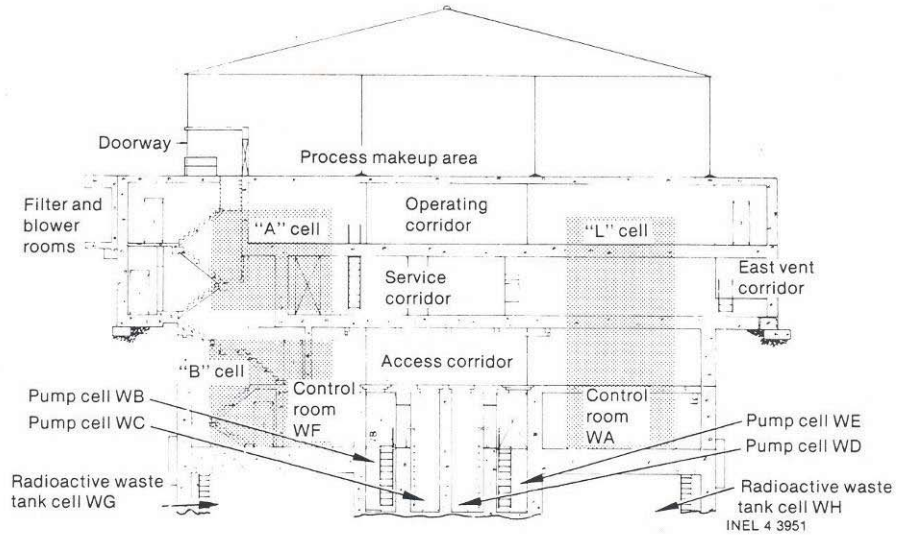 Doorway
Process makeup area
Filter and
blower
rooms
"A" cell
Operating
corridor
"L" cell
Service
corridor
East vent
corridor
"B" cell
Access corridor
Control
room
WF
Control
room
WA
Pump cell WB
Pump cell WC
Pump cell WE
Pump cell WD
Radioactive waste
tank cell WG
Radioactive waste
tank cell WH
INEL 4 3951